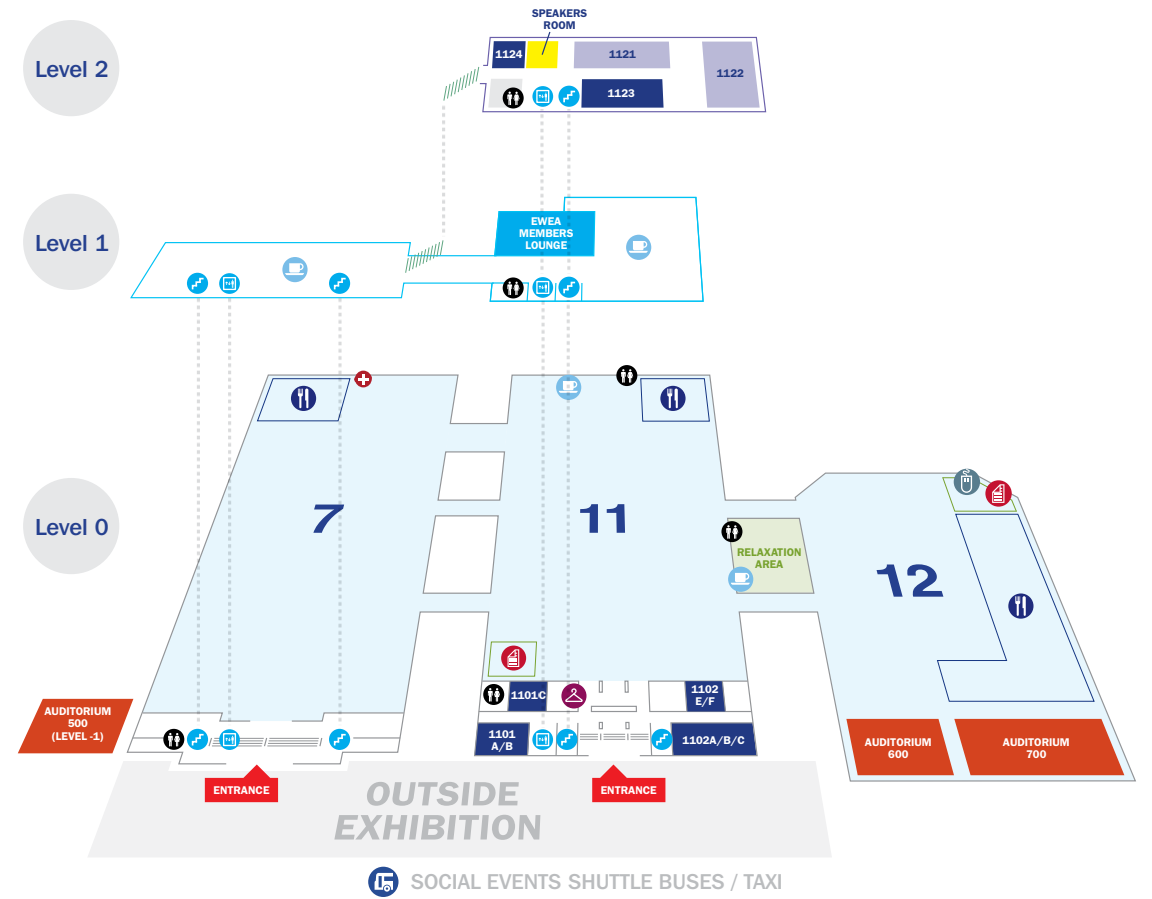 SPEAKERS
ROOM
Level 2
1124
1121
1122
1123
Level 1
EWEA
MEMBERS
LOUNGE
Level 0
7
11
12
RELAXATION
AREA
1101C
1102
E/F
1101
A/B
1102A/B/C
AUDITORIUM
500
(LEVEL -1)
AUDITORIUM
600
AUDITORIUM
700
ENTRANCE
ENTRANCE
OUTSIDE
EXHIBITION
SOCIAL EVENTS SHUTTLE BUSES / TAXI